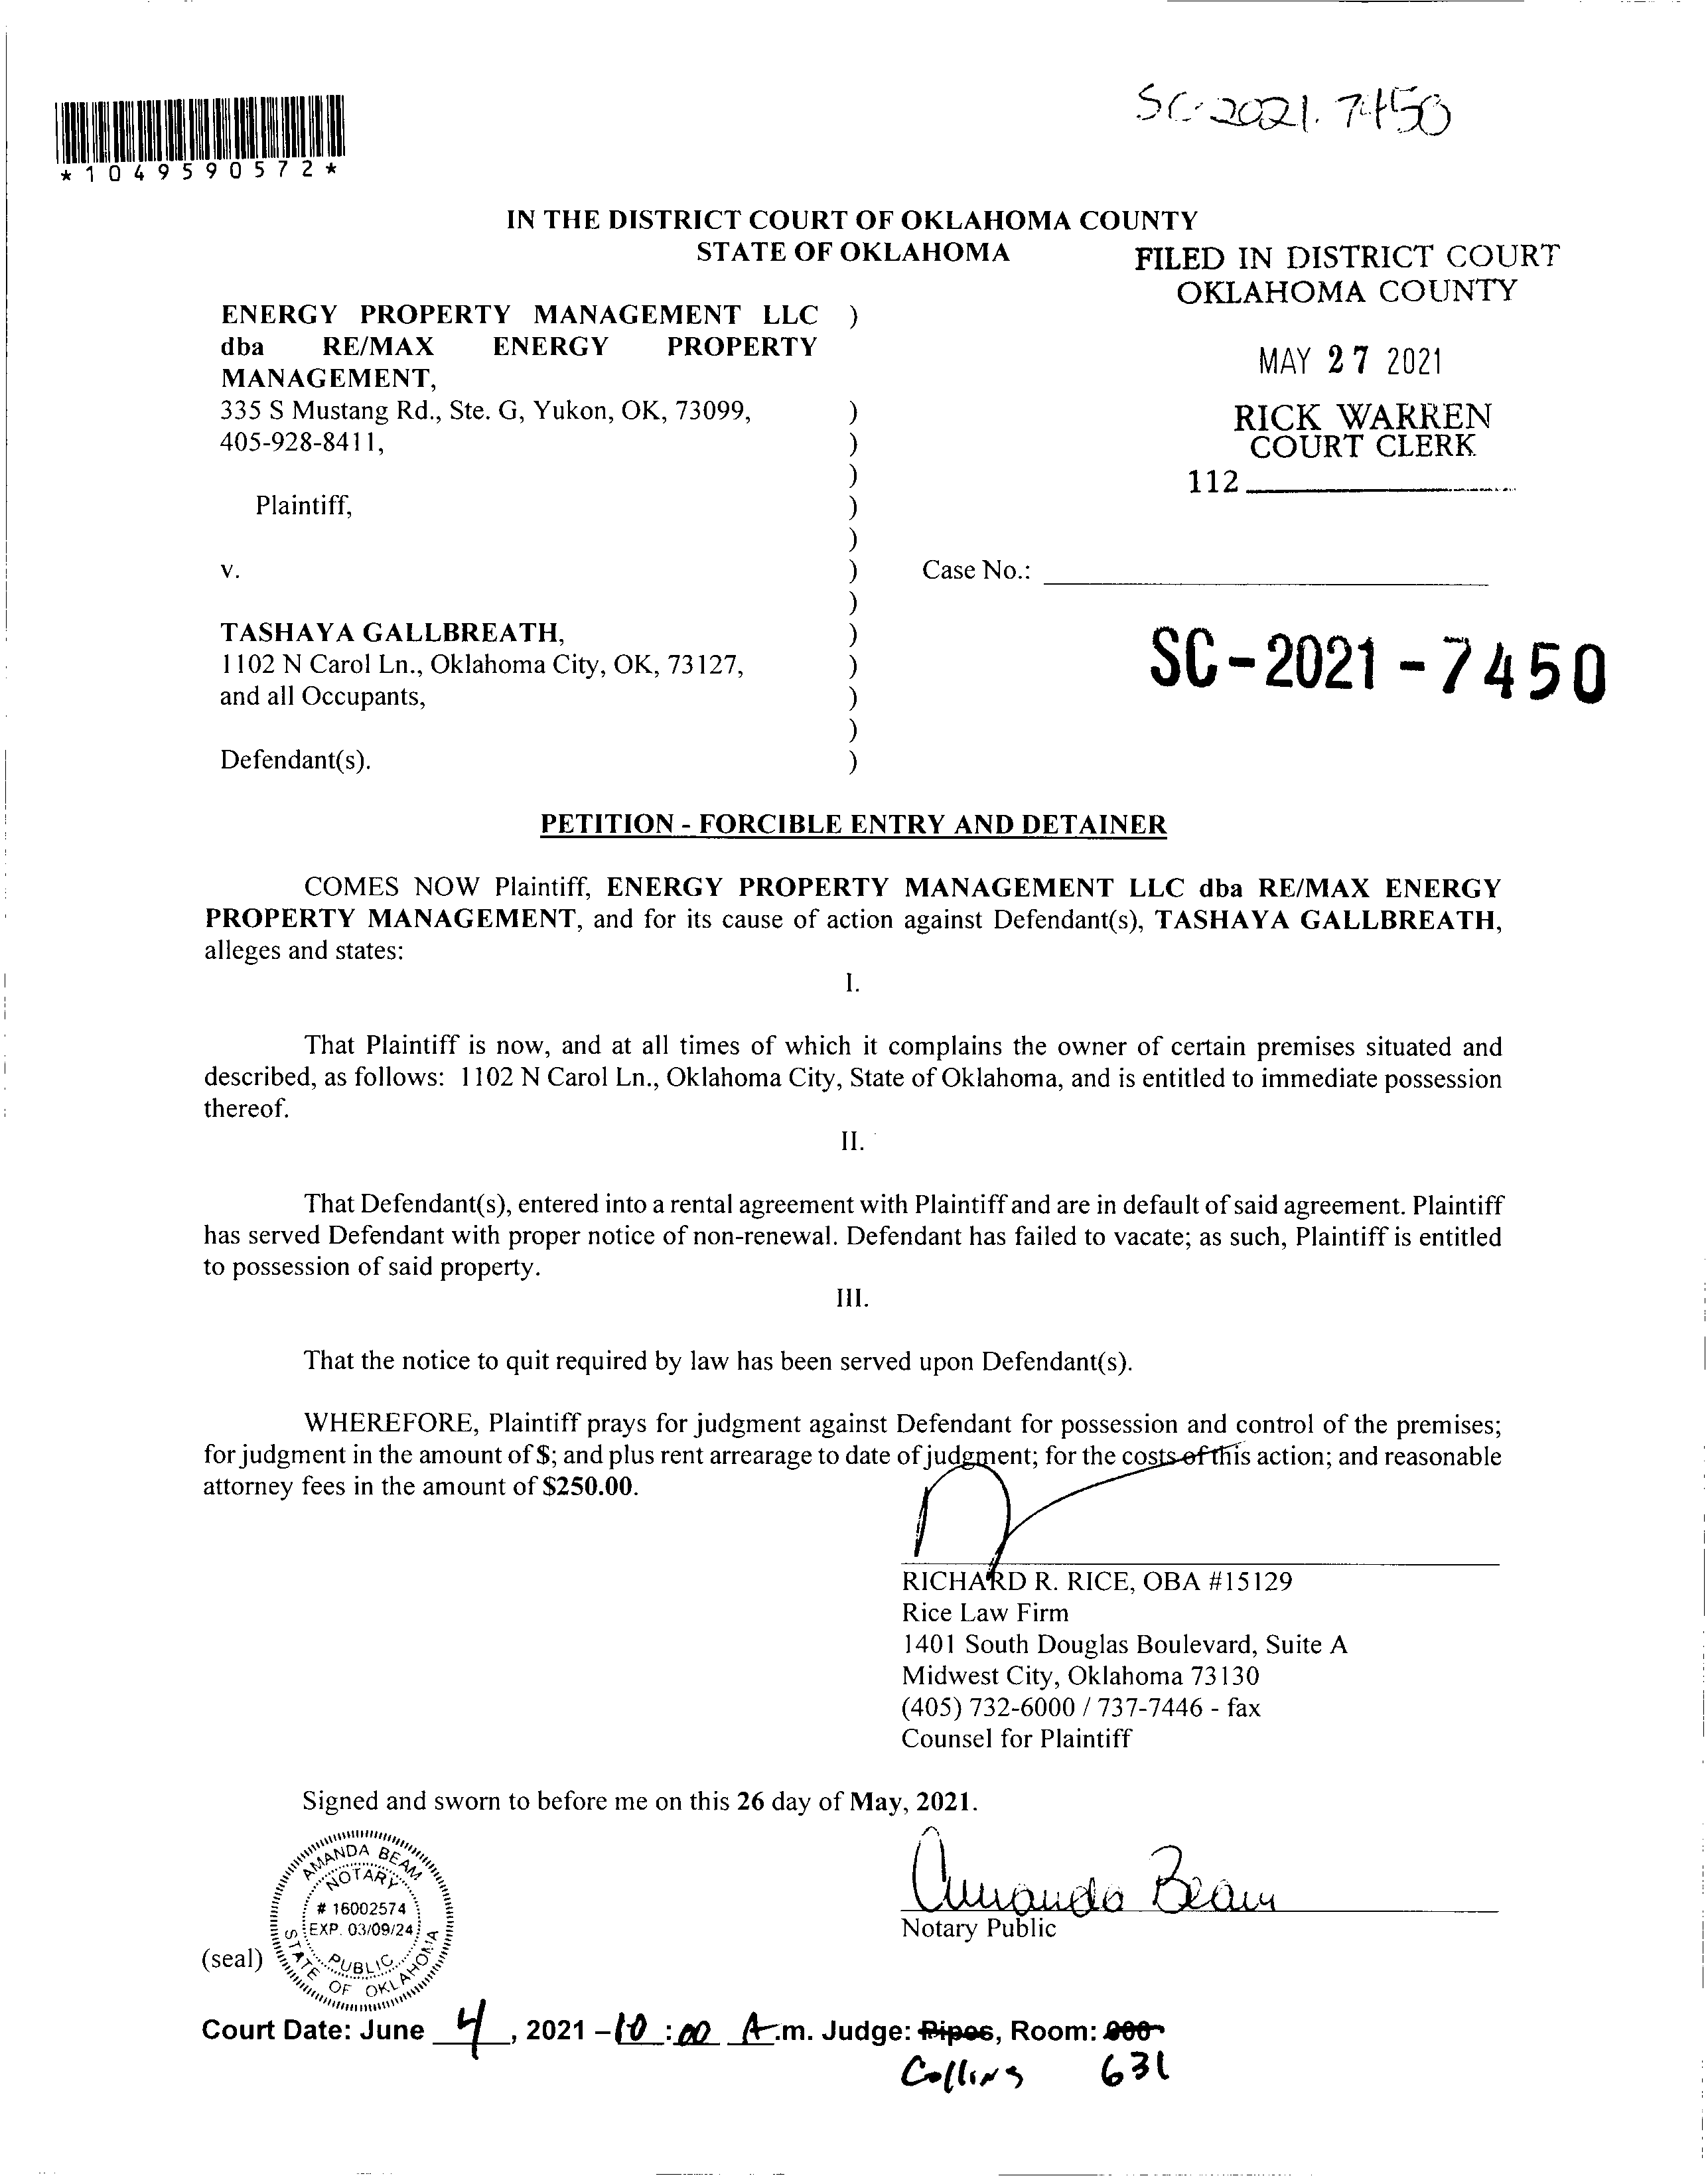 SC-2021-7450
*1049590572*
IN THE DISTRICT COURT OF OKLAHOMA COUNTY
STATE OF OKLAHOMA
FILED IN DISTRICT COURT
OKLAHOMA COUNTY
MAY 27 2021
RICK WARREN
COURT CLERK
112
ENERGY PROPERTY MANAGEMENT LLC )
dba RE/MAX ENERGY PROPERTY
MANAGEMENT,
335 S Mustang Rd., Ste. G, Yukon, OK, 73099, )
405-928-8411, )
)
Plaintiff, )
)
v. ) Case No.:
)
TASHAYA GALLBREATH, )
1102 N Carol Ln., Oklahoma City, OK, 73127, )
and all Occupants, )
)
Defendant(s). )
SC-2021-7450
PETITION - FORCIBLE ENTRY AND DETAINER
COMES NOW Plaintiff, ENERGY PROPERTY MANAGEMENT LLC dba RE/MAX ENERGY
PROPERTY MANAGEMENT, and for its cause of action against Defendant(s), TASHAYA GALLBREATH,
alleges and states:
I.
That Plaintiff is now, and at all times of which it complains the owner of certain premises situated and
described, as follows: 1102 N Carol Ln., Oklahoma City, State of Oklahoma, and is entitled to immediate possession
thereof.
II.
That Defendant(s), entered into a rental agreement with Plaintiff and are in default of said agreement. Plaintiff
has served Defendant with proper notice of non-renewal. Defendant has failed to vacate; as such, Plaintiff is entitled
to possession of said property.
III.
That the notice to quit required by law has been served upon Defendant(s).
WHEREFORE, Plaintiff prays for judgment against Defendant for possession and control of the premises;
for judgment in the amount of $; and plus rent arrearage to date of judgment; for the costs of this action; and reasonable
attorney fees in the amount of $250.00.
RICHARD R. RICE, OBA #15129
Rice Law Firm
1401 South Douglas Boulevard, Suite A
Midwest City, Oklahoma 73130
(405) 732-6000 / 737-7446 - fax
Counsel for Plaintiff
Signed and sworn to before me on this 26 day of May, 2021.
Amanda Beam
Notary Public
(seal)
AMANDA BEAM
NOTARY
# 16002574
EXP. 03/09/24
PUBLIC
STATE OF OKLAHOMA
Court Date: June 4, 2021 - 10:00 A.m. Judge: Pipes, Room: 000
Collins 631